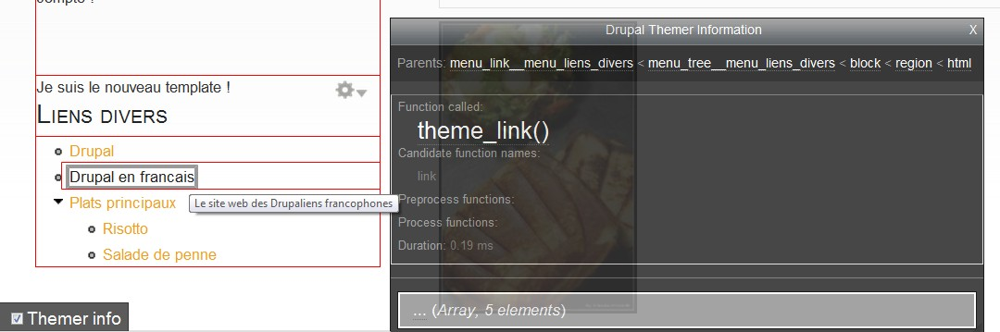 compte !
Je suis le nouveau template !
LIENS DIVERS
Drupal
Drupal en francais
Plats principaux
Le site web des Drupaliens francophones
Risotto
Salade de penne
Themer info
Drupal Themer Information X
Parents: menu_link__menu_liens_divers < menu_tree__menu_liens_divers < block < region < html
Function called:
theme_link()
Candidate function names:
link
Preprocess functions:
Process functions:
Duration: 0.19 ms
... (Array, 5 elements)